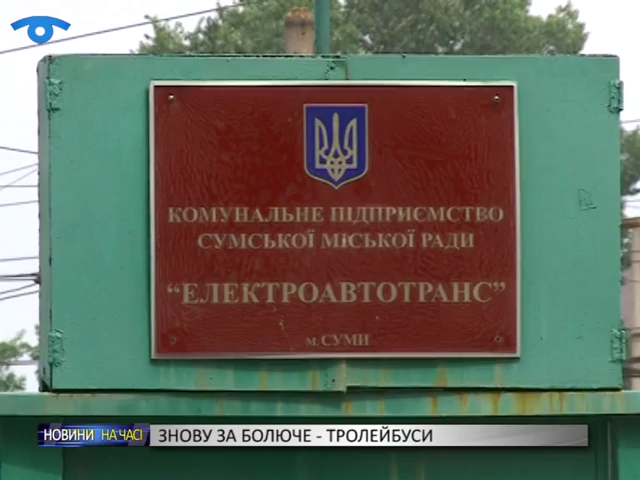 КОМУНАЛЬНЕ ПІДПРИЄМСТВО
СУМСЬКОЇ МІСЬКОЇ РАДИ
“ЕЛЕКТРОАВТОТРАНС”
м. СУМИ
НОВИНИ НА ЧАСІ ЗНОВУ ЗА БОЛЮЧЕ - ТРОЛЕЙБУСИ